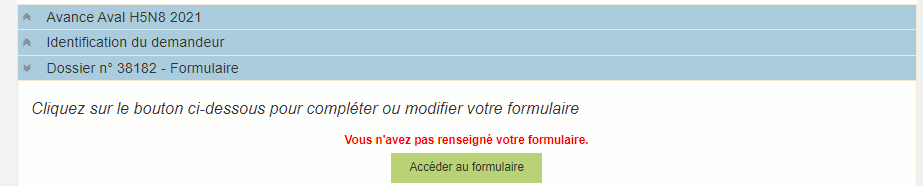 Avance Aval H5N8 2021
Identification du demandeur
Dossier n° 38182 - Formulaire
Cliquez sur le bouton ci-dessous pour compléter ou modifier votre formulaire
Vous n'avez pas renseigné votre formulaire.
Accéder au formulaire